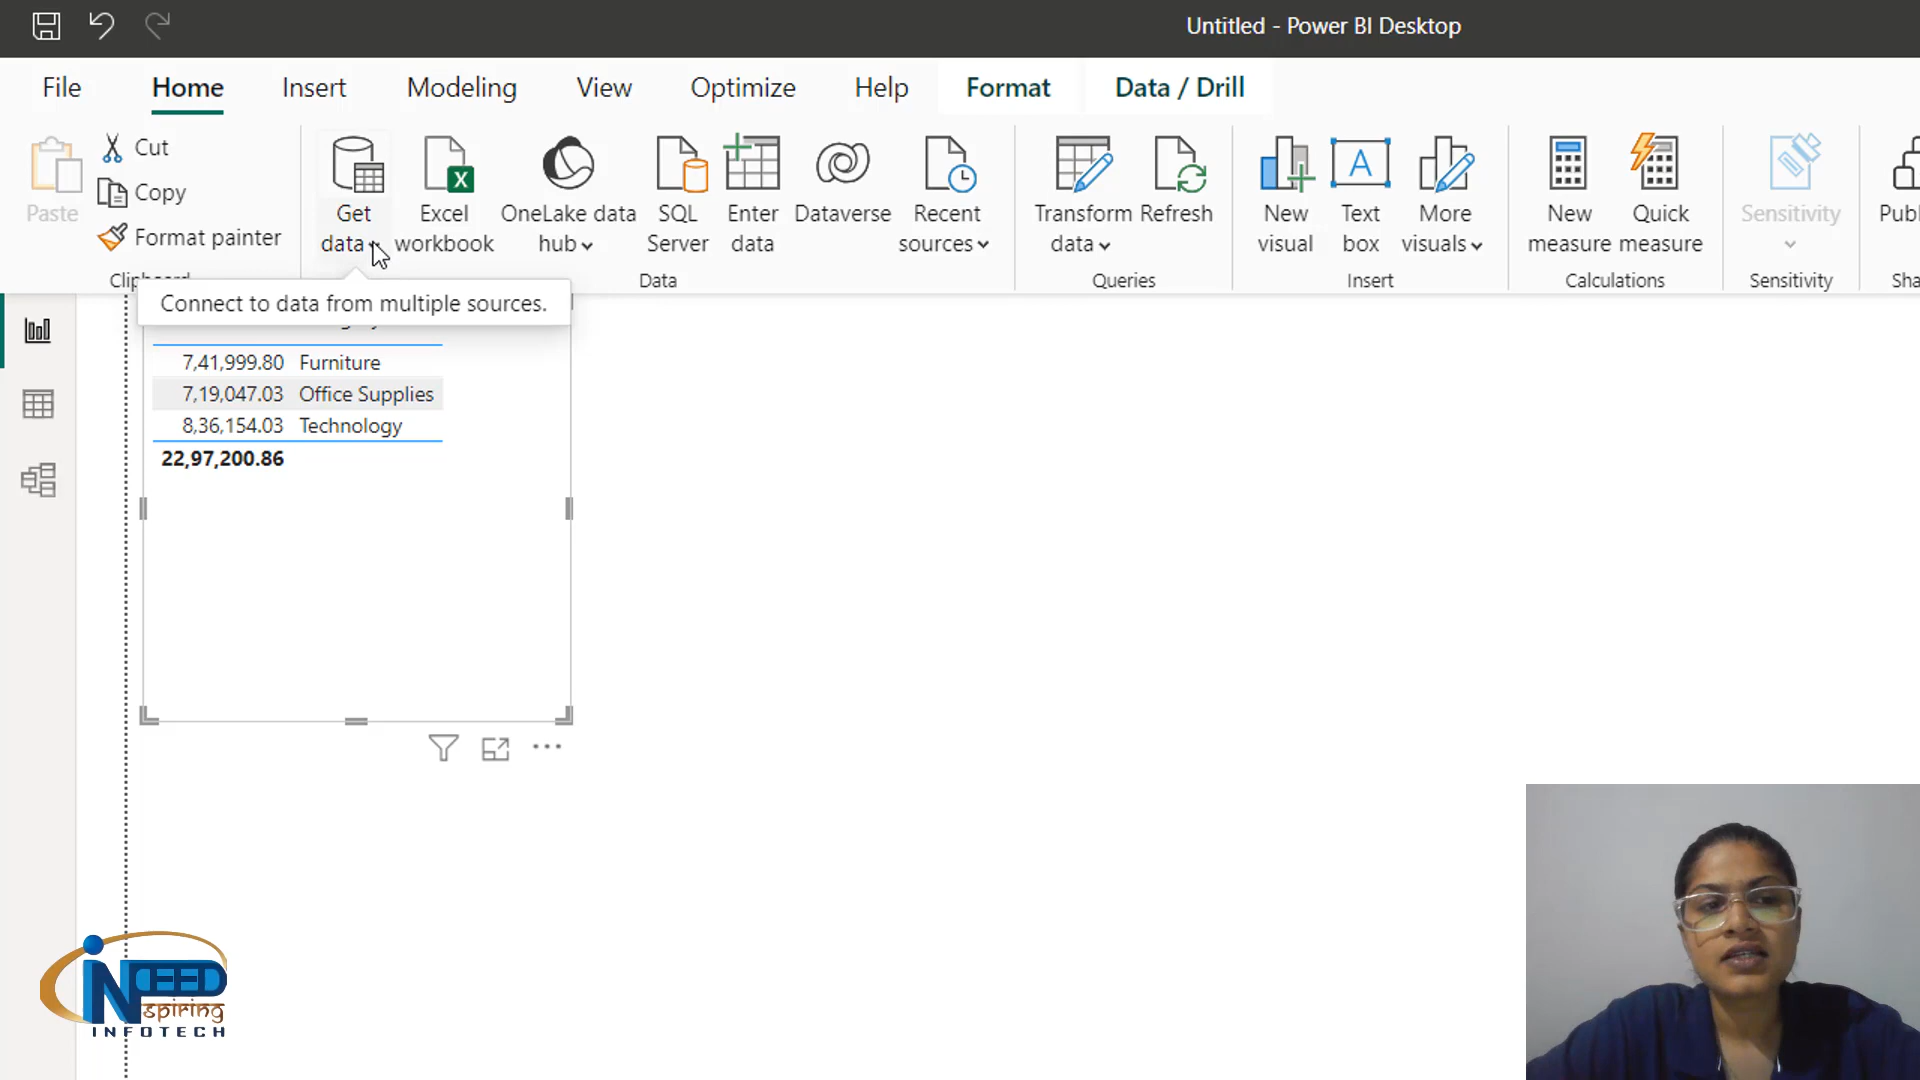 Untitled - Power BI Desktop
File Home Insert Modeling View Optimize Help Format Data / Drill
Paste
Cut
Copy
Format painter
Get data
Excel workbook
OneLake data hub
SQL Server
Enter data
Dataverse
Recent sources
Transform data
Refresh
New visual
Text box
More visuals
New measure
Quick measure
Sensitivity
Data
Queries
Insert
Calculations
Sensitivity
Connect to data from multiple sources.
7,41,999.80 Furniture
7,19,047.03 Office Supplies
8,36,154.03 Technology
22,97,200.86
iNEED
Nspiring
INFOTECH